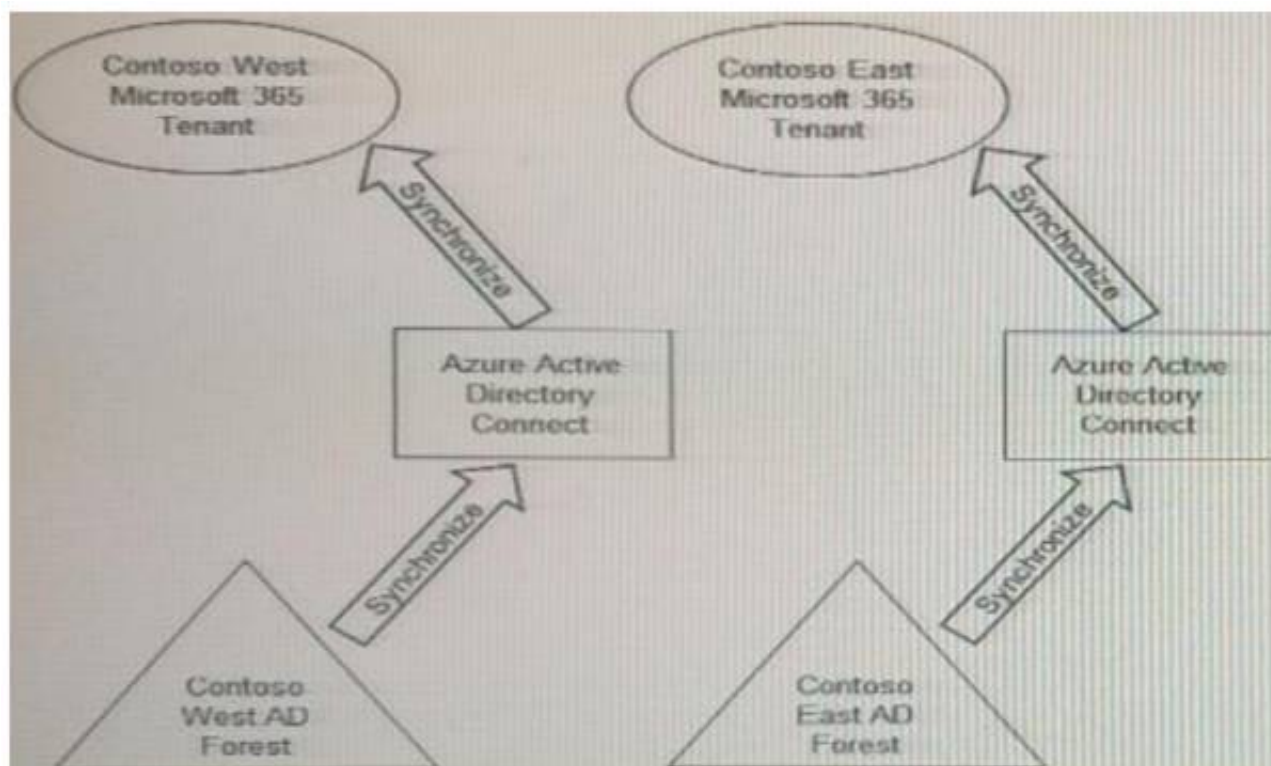 Contoso West
Microsoft 365
Tenant
Contoso East
Microsoft 365
Tenant
Synchronize
Synchronize
Azure Active
Directory
Connect
Azure Active
Directory
Connect
Synchronize
Synchronize
Contoso
West AD
Forest
Contoso
East AD
Forest